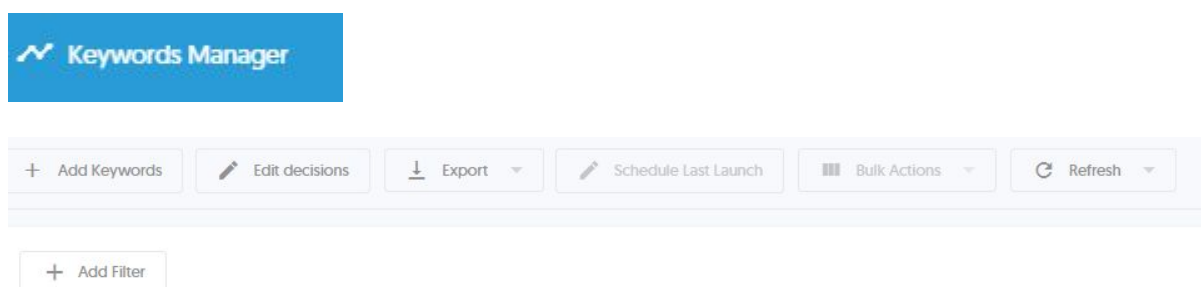 Keywords Manager
Add Keywords Edit decisions Export Schedule Last Launch Bulk Actions Refresh
Add Filter